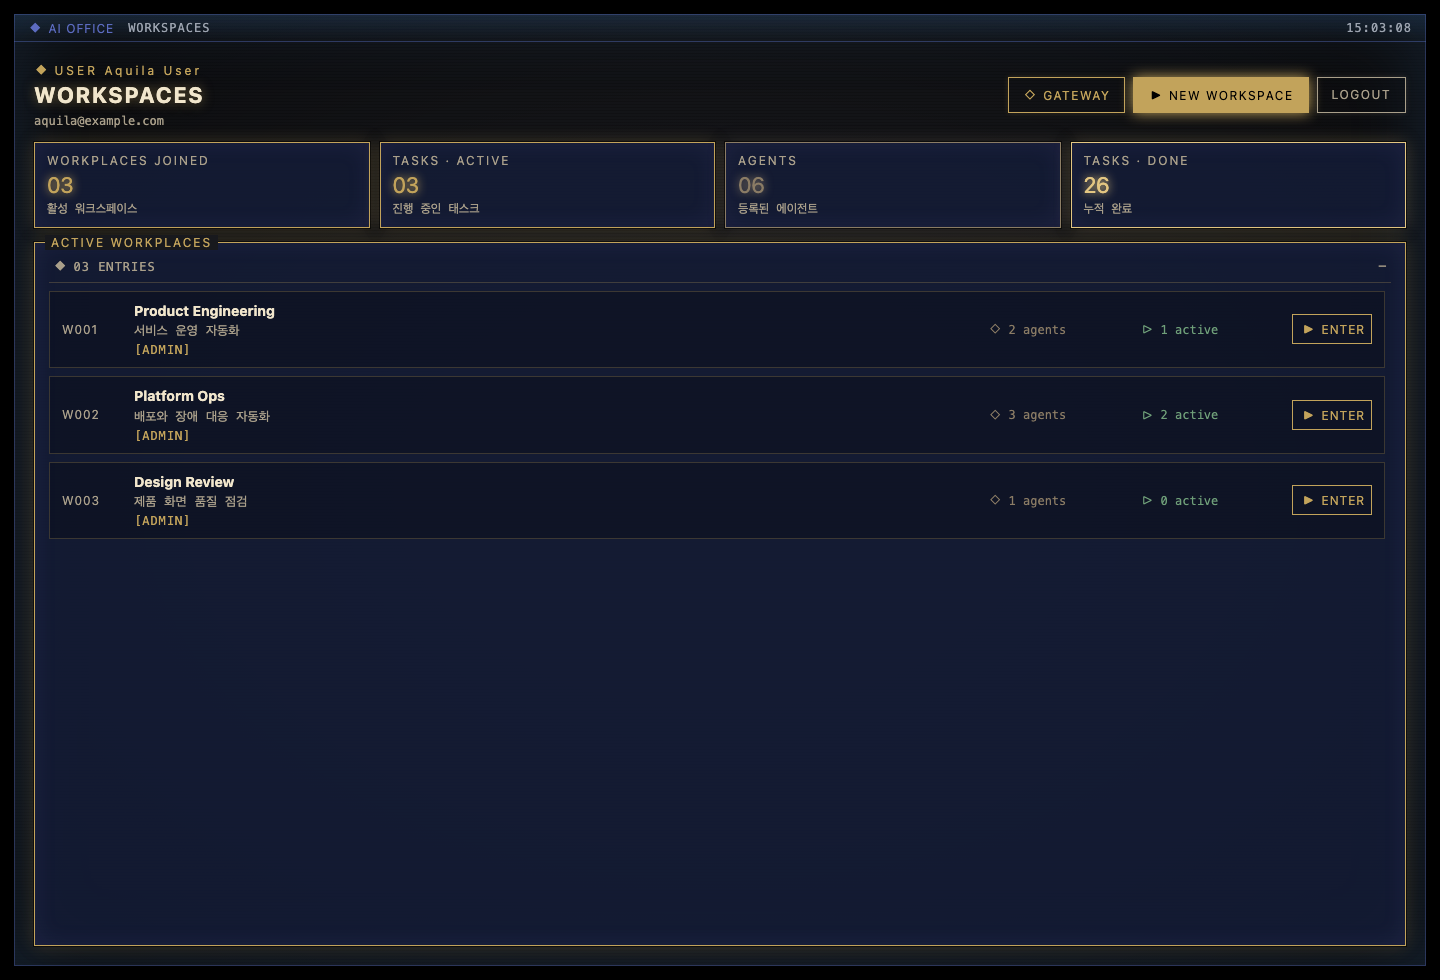 ◆ AI OFFICE WORKSPACES 15:03:08
◆ USER Aquila User
WORKSPACES
aquila@example.com
◇ GATEWAY ▶ NEW WORKSPACE LOGOUT
WORKPLACES JOINED
03
활성 워크스페이스
TASKS · ACTIVE
03
진행 중인 태스크
AGENTS
06
등록된 에이전트
TASKS · DONE
26
누적 완료
ACTIVE WORKPLACES
◆ 03 ENTRIES —
W001
Product Engineering
서비스 운영 자동화
[ADMIN]
◇ 2 agents ▷ 1 active ▶ ENTER
W002
Platform Ops
배포와 장애 대응 자동화
[ADMIN]
◇ 3 agents ▷ 2 active ▶ ENTER
W003
Design Review
제품 화면 품질 점검
[ADMIN]
◇ 1 agents ▷ 0 active ▶ ENTER